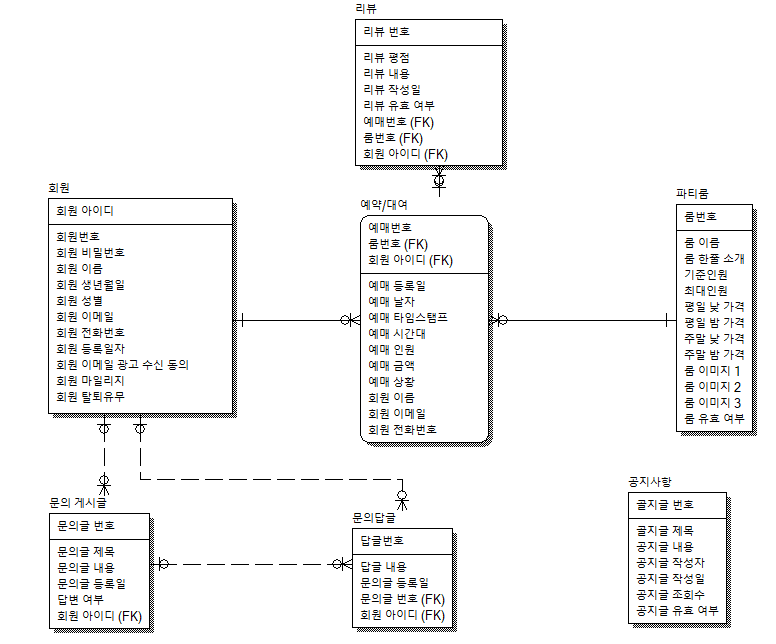 리뷰
리뷰 번호
리뷰 평점
리뷰 내용
리뷰 작성일
리뷰 유효 여부
예매번호 (FK)
룸번호 (FK)
회원 아이디 (FK)
회원
회원 아이디
회원번호
회원 비밀번호
회원 이름
회원 생년월일
회원 성별
회원 이메일
회원 전화번호
회원 등록일자
회원 이메일 광고 수신 동의
회원 마일리지
회원 탈퇴유무
예약/대여
예매번호
룸번호 (FK)
회원 아이디 (FK)
예매 등록일
예매 날자
예매 타임스탬프
예매 시간대
예매 인원
예매 금액
예매 상황
회원 이름
회원 이메일
회원 전화번호
파티룸
룸번호
룸 이름
룸 한줄 소개
기준인원
최대인원
평일 낮 가격
평일 밤 가격
주말 낮 가격
주말 밤 가격
룸 이미지 1
룸 이미지 2
룸 이미지 3
룸 유효 여부
문의 게시글
문의글 번호
문의글 제목
문의글 내용
문의글 등록일
답변 여부
회원 아이디 (FK)
문의답글
답글번호
답글 내용
문의글 등록일
문의글 번호 (FK)
회원 아이디 (FK)
공지사항
골지글 번호
골지글 제목
공지글 내용
공지글 작성자
공지글 작성일
공지글 조회수
공지글 유효 여부